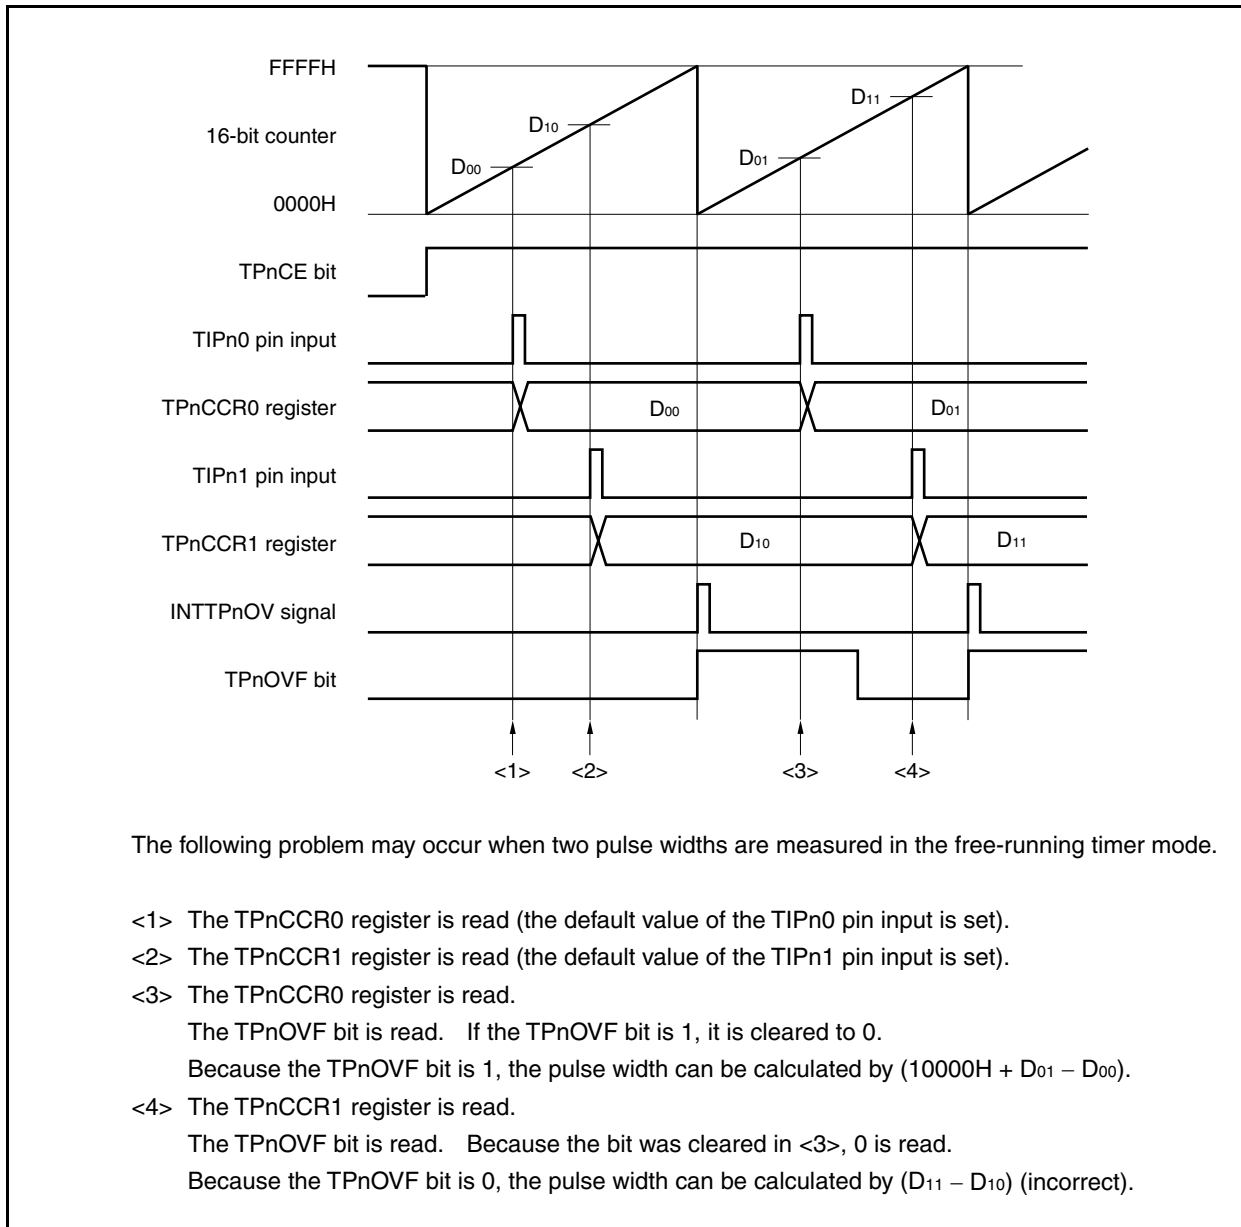 FFFFH
D11
D10
16-bit counter
D00
D01
0000H
TPnCE bit
TIPn0 pin input
TPnCCR0 register
D00
D01
TIPn1 pin input
TPnCCR1 register
D10
D11
INTTPnOV signal
TPnOVF bit
<1> <2> <3> <4>
The following problem may occur when two pulse widths are measured in the free-running timer mode.
<1> The TPnCCR0 register is read (the default value of the TIPn0 pin input is set).
<2> The TPnCCR1 register is read (the default value of the TIPn1 pin input is set).
<3> The TPnCCR0 register is read.
The TPnOVF bit is read. If the TPnOVF bit is 1, it is cleared to 0.
Because the TPnOVF bit is 1, the pulse width can be calculated by (10000H + D01 − D00).
<4> The TPnCCR1 register is read.
The TPnOVF bit is read. Because the bit was cleared in <3>, 0 is read.
Because the TPnOVF bit is 0, the pulse width can be calculated by (D11 − D10) (incorrect).